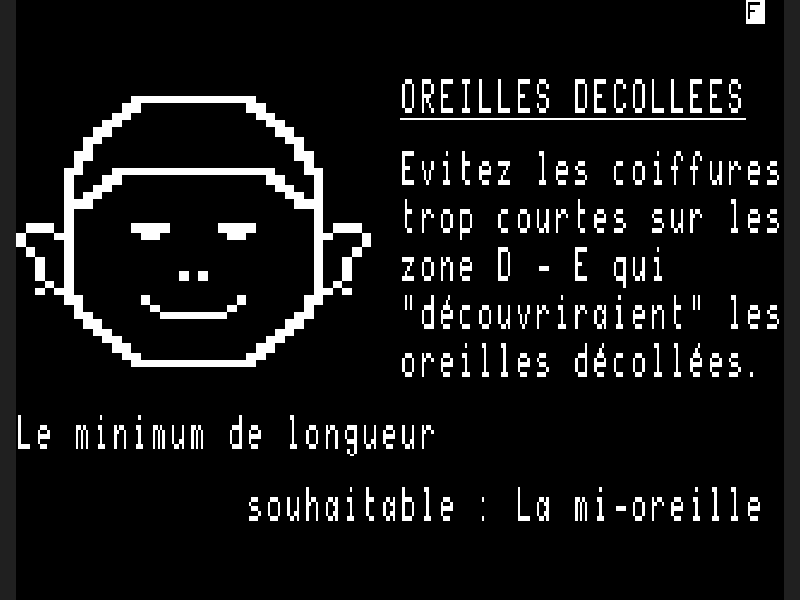 F
OREILLES DECOLLEES
Evitez les coiffures
trop courtes sur les
zone D - E qui
"découvriraient" les
oreilles décollées.
Le minimum de longueur
souhaitable : La mi-oreille